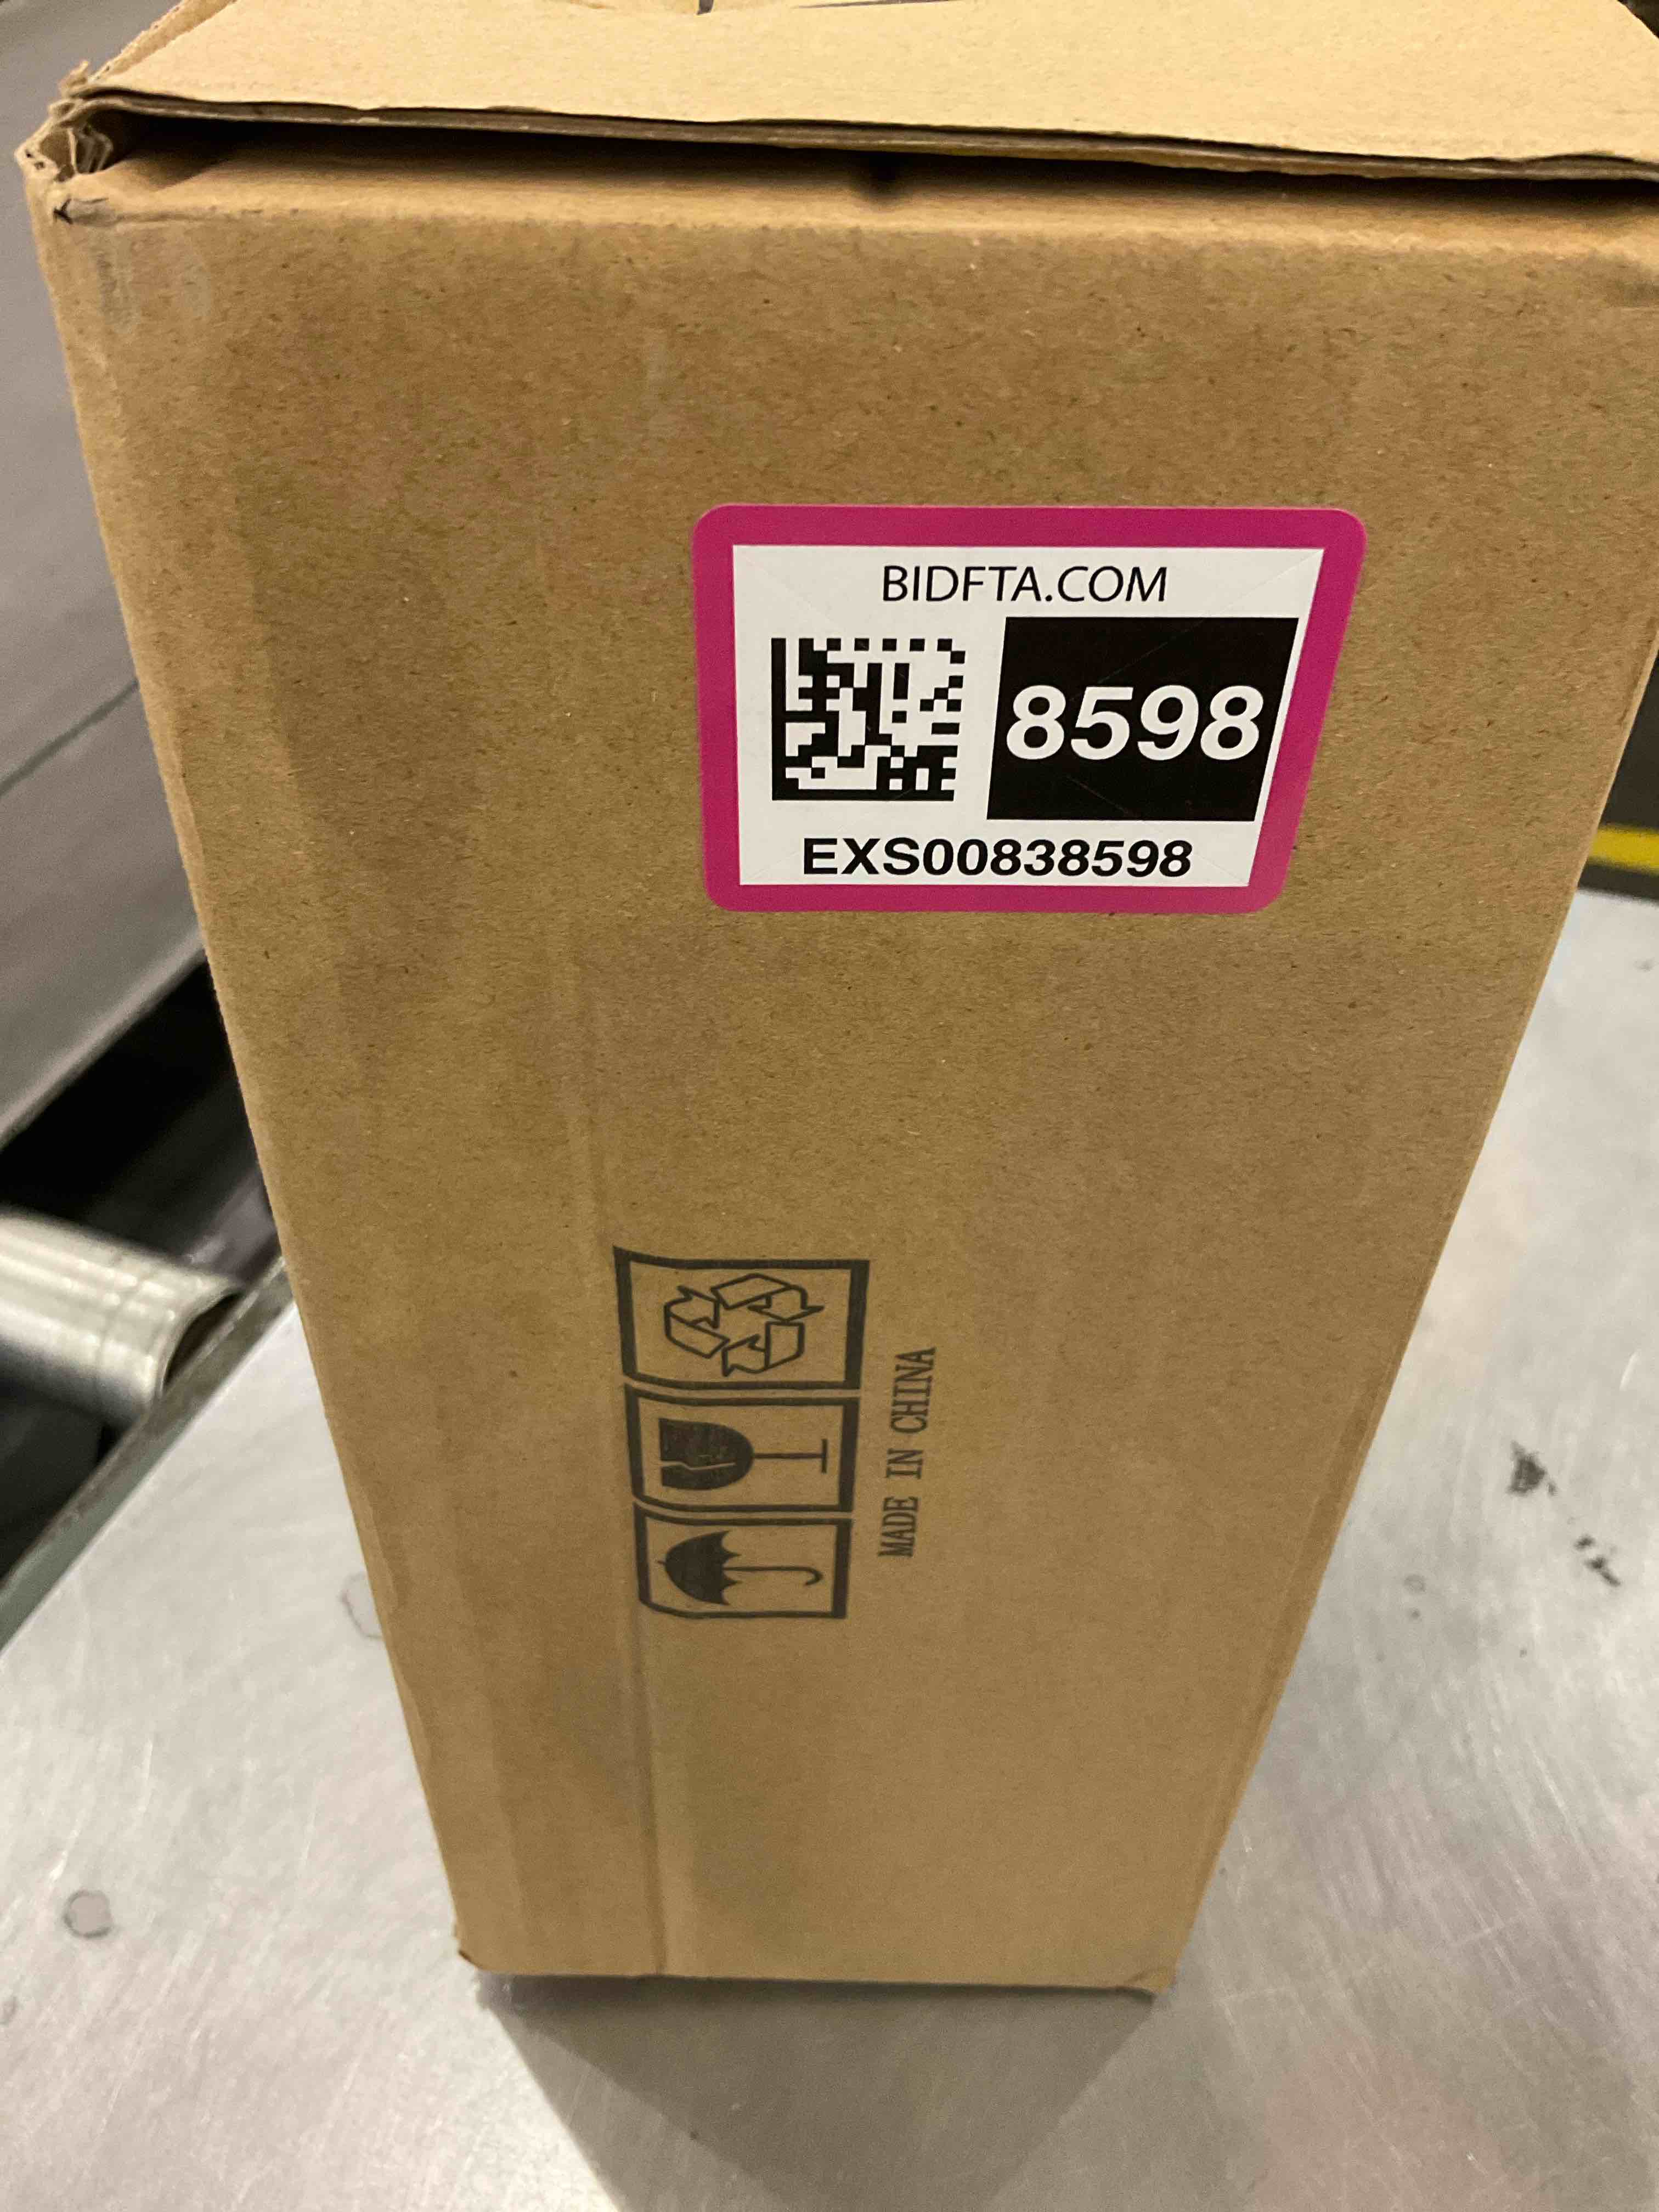 BIDFTA.COM
8598
EXS00838598
MADE IN CHINA